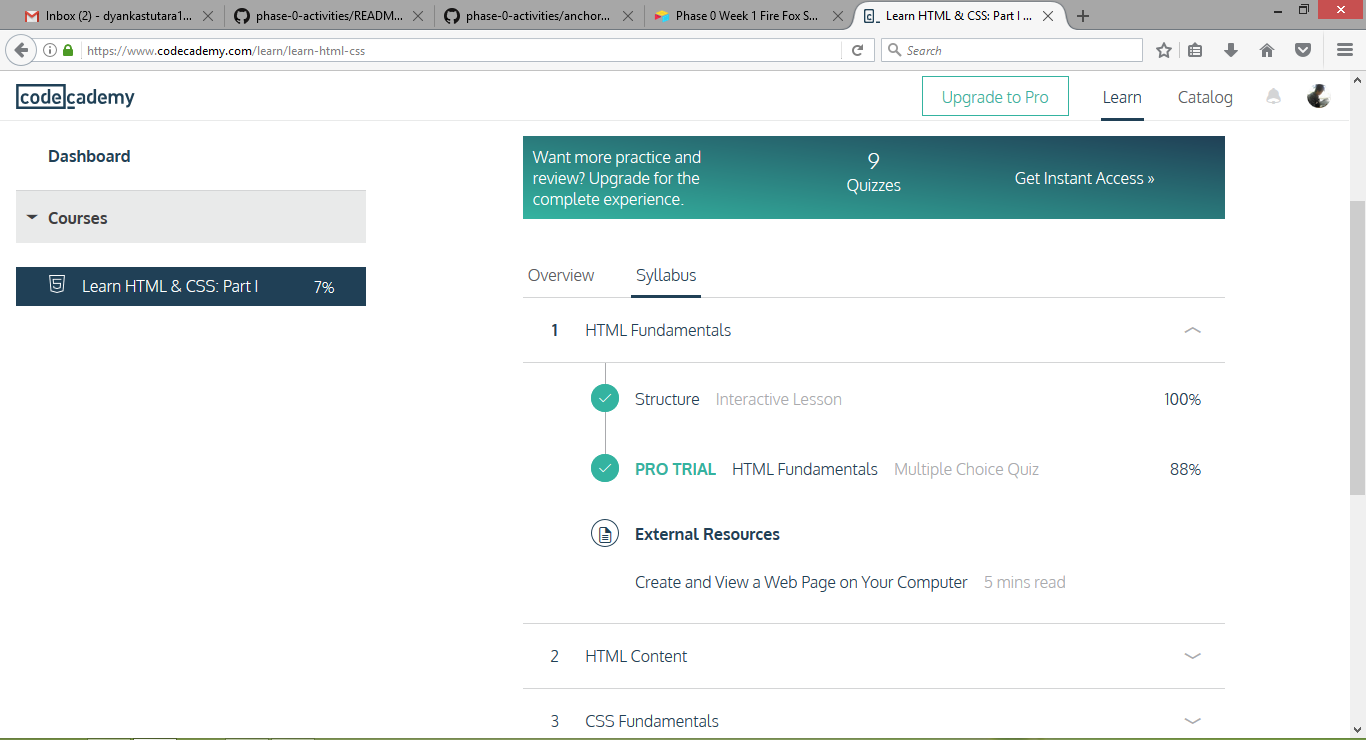 Inbox (2) - dyankastutara1...
phase-0-activities/READM...
phase-0-activities/anchor...
Phase 0 Week 1 Fire Fox S...
Learn HTML & CSS: Part I ...
https://www.codecademy.com/learn/learn-html-css
Search
codecademy
Upgrade to Pro
Learn
Catalog
Dashboard
Courses
Learn HTML & CSS: Part I 7%
Want more practice and
review? Upgrade for the
complete experience.
9
Quizzes
Get Instant Access »
Overview Syllabus
1 HTML Fundamentals
Structure Interactive Lesson 100%
PRO TRIAL HTML Fundamentals Multiple Choice Quiz 88%
External Resources
Create and View a Web Page on Your Computer 5 mins read
2 HTML Content
3 CSS Fundamentals